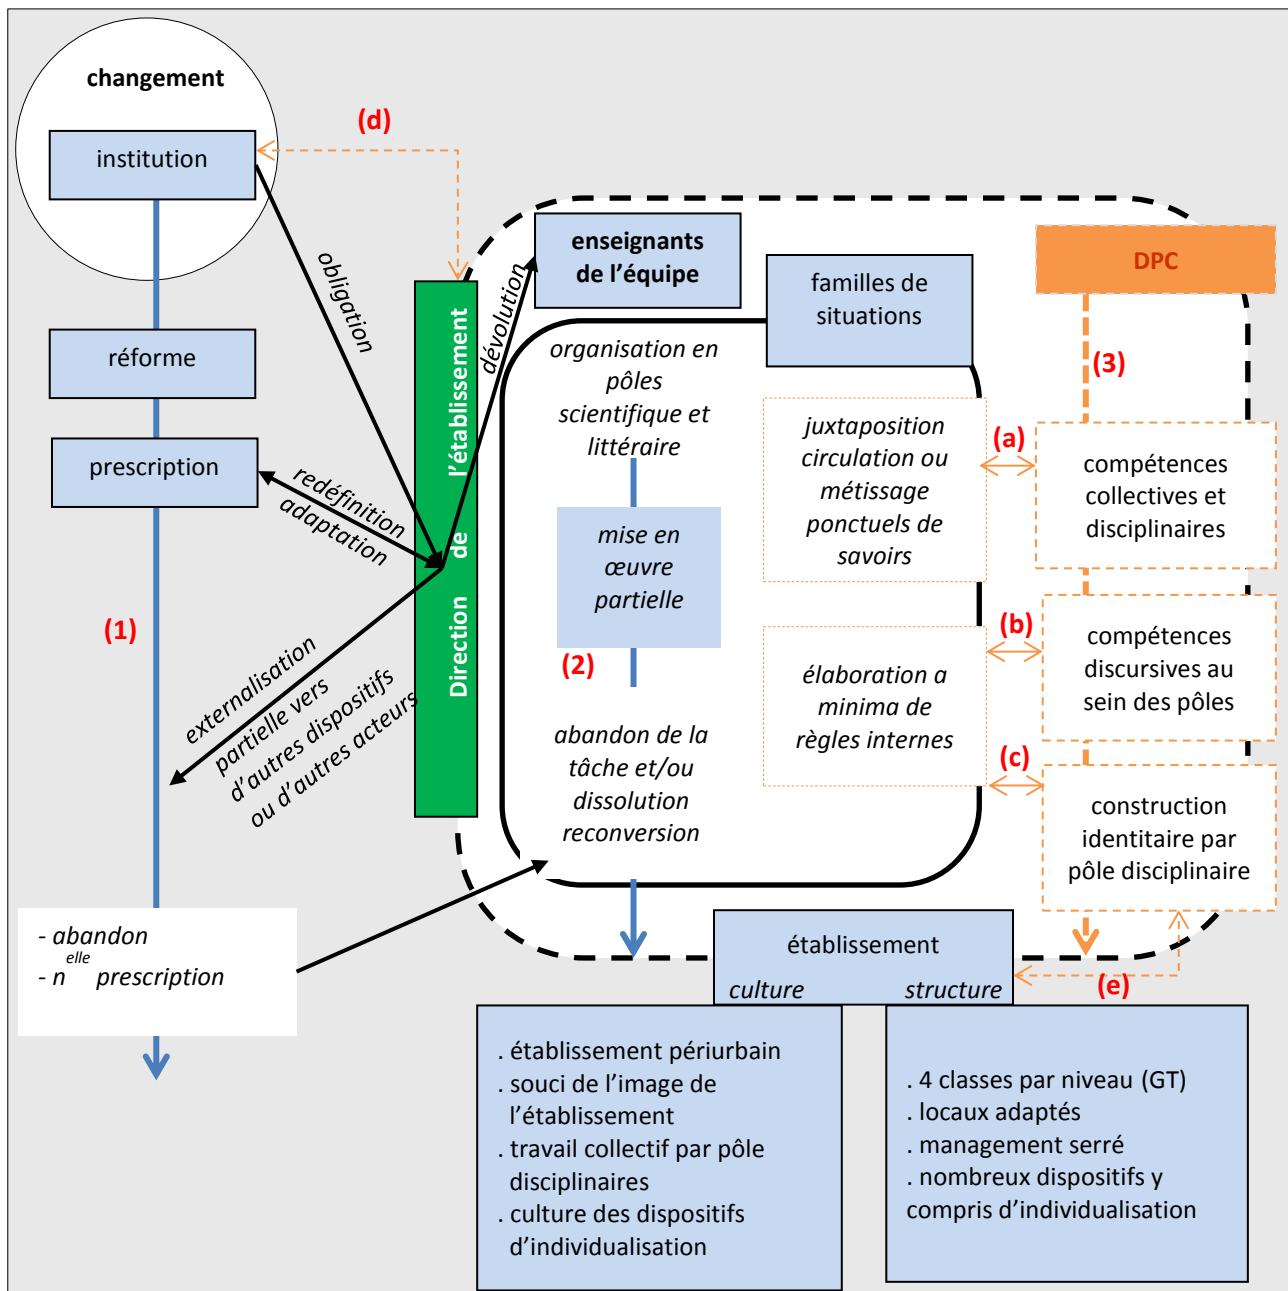 changement
institution
(d)
obligation
dévolution
enseignants
de l’équipe
familles de
situations
DPC
(3)
réforme
prescription
redéfinition
adaptation
Direction de l’établissement
organisation en
pôles
scientifique et
littéraire
juxtaposition
circulation ou
métissage
ponctuels de
savoirs
(a)
compétences
collectives et
disciplinaires
mise en
œuvre
partielle
(1)
(2)
externalisation
partielle vers
d’autres dispositifs
ou d’autres acteurs
élaboration a
minima de
règles internes
(b)
compétences
discursives au
sein des pôles
abandon de la
tâche et/ou
dissolution
reconversion
(c)
construction
identitaire par
pôle disciplinaire
- abandon
- nelle prescription
établissement
culture structure
(e)
. établissement périurbain
. souci de l’image de
l’établissement
. travail collectif par pôle
disciplinaires
. culture des dispositifs
d’individualisation
. 4 classes par niveau (GT)
. locaux adaptés
. management serré
. nombreux dispositifs y
compris d’individualisation